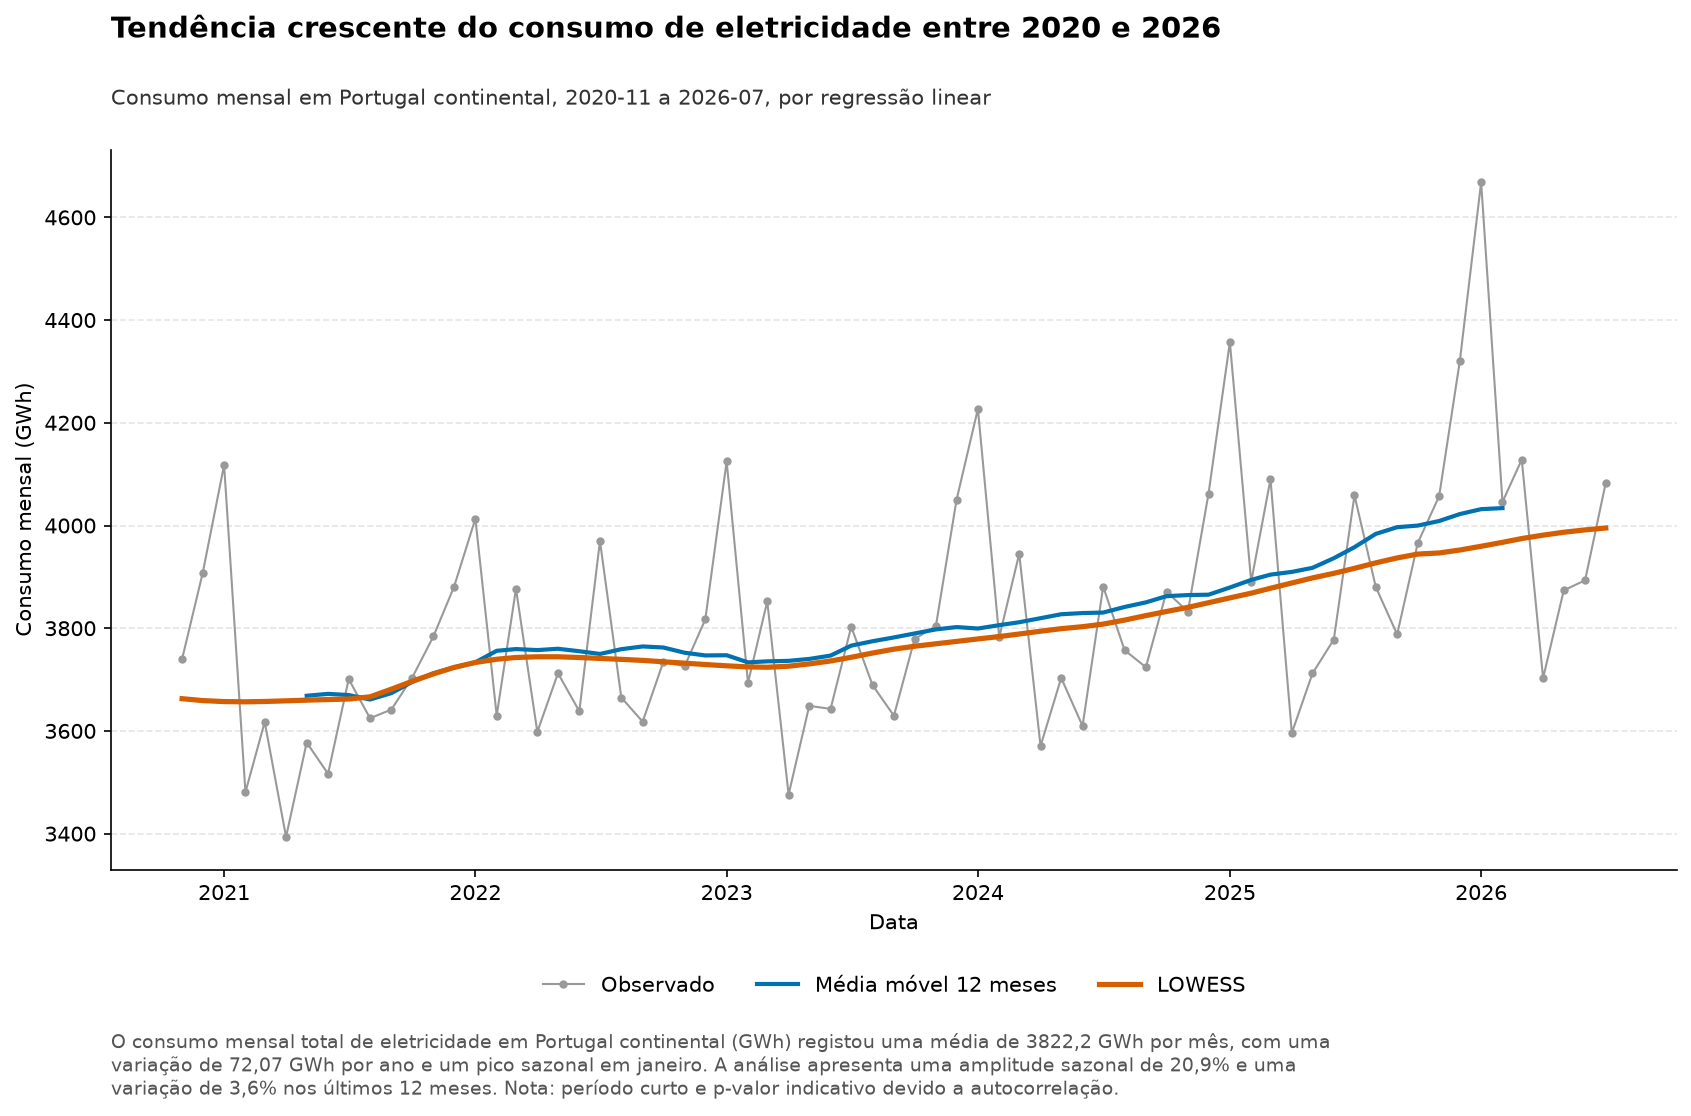 Tendência crescente do consumo de eletricidade entre 2020 e 2026
Consumo mensal em Portugal continental, 2020-11 a 2026-07, por regressão linear
Consumo mensal (GWh)
4600
4400
4200
4000
3800
3600
3400
2021 2022 2023 2024 2025 2026
Data
Observado Média móvel 12 meses LOWESS
O consumo mensal total de eletricidade em Portugal continental (GWh) registou uma média de 3822,2 GWh por mês, com uma
variação de 72,07 GWh por ano e um pico sazonal em janeiro. A análise apresenta uma amplitude sazonal de 20,9% e uma
variação de 3,6% nos últimos 12 meses. Nota: período curto e p-valor indicativo devido a autocorrelação.